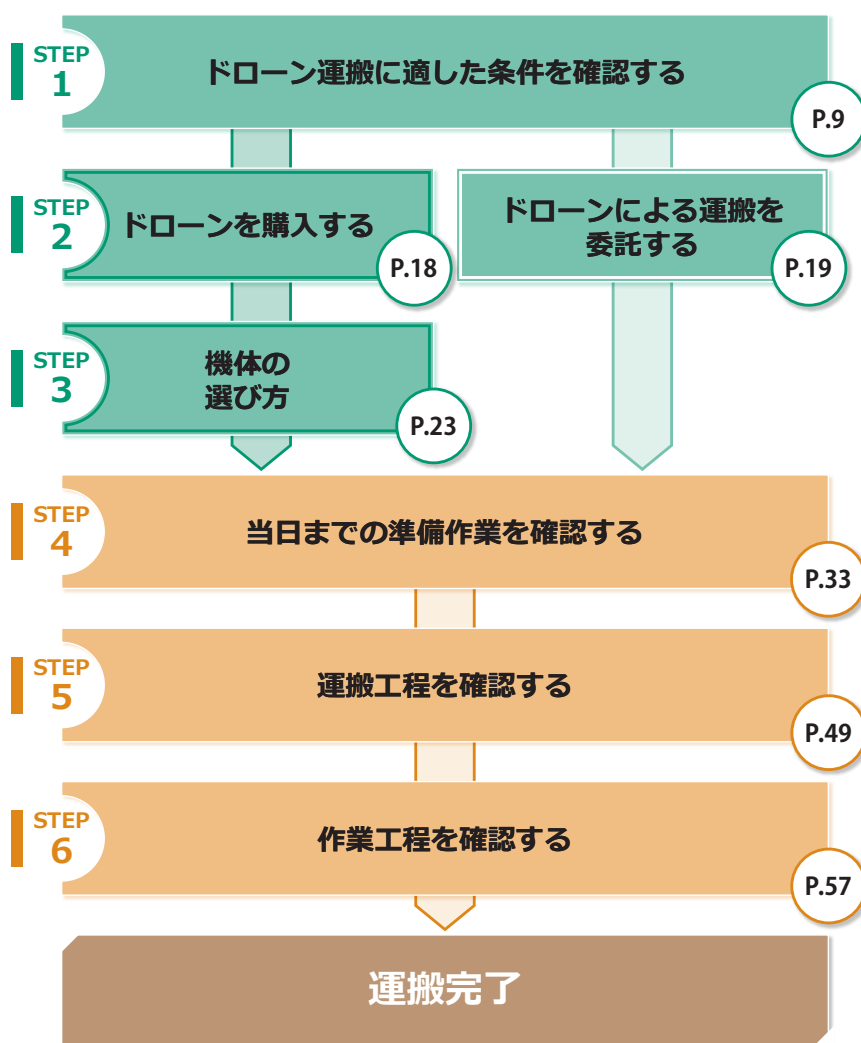 STEP
1
ドローン運搬に適した条件を確認する
P.9
STEP
2
ドローンを購入する
P.18
ドローンによる運搬を
委託する
P.19
STEP
3
機体の
選び方
P.23
STEP
4
当日までの準備作業を確認する
P.33
STEP
5
運搬工程を確認する
P.49
STEP
6
作業工程を確認する
P.57
運搬完了